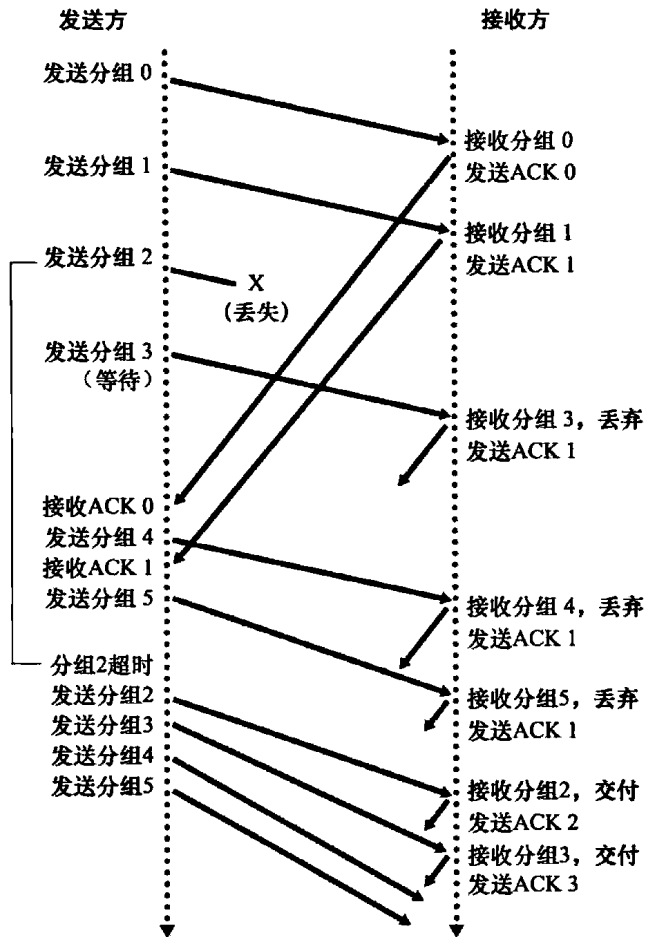 发送方
接收方
发送分组 0
接收分组 0
发送ACK 0
发送分组 1
接收分组 1
发送ACK 1
发送分组 2
X
(丢失)
发送分组 3
（等待）
接收分组 3，丢弃
发送ACK 1
接收ACK 0
发送分组 4
接收ACK 1
发送分组 5
接收分组 4，丢弃
发送ACK 1
分组2超时
发送分组2
发送分组3
发送分组4
发送分组5
接收分组5，丢弃
发送ACK 1
接收分组2，交付
发送ACK 2
接收分组3，交付
发送ACK 3